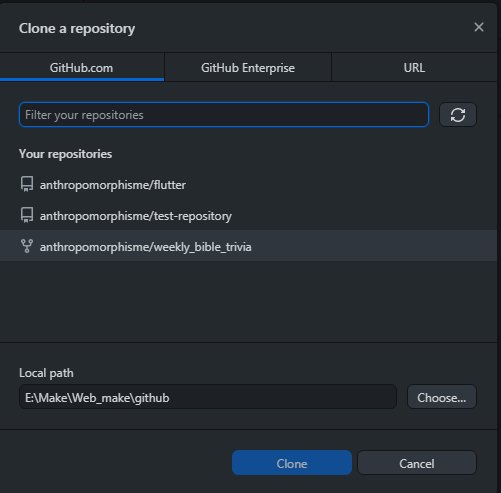 Clone a repository
GitHub.com
GitHub Enterprise
URL
Filter your repositories
Your repositories
anthropomorphisme/flutter
anthropomorphisme/test-repository
anthropomorphisme/weekly_bible_trivia
Local path
E:\Make\Web_make\github
Choose...
Clone
Cancel